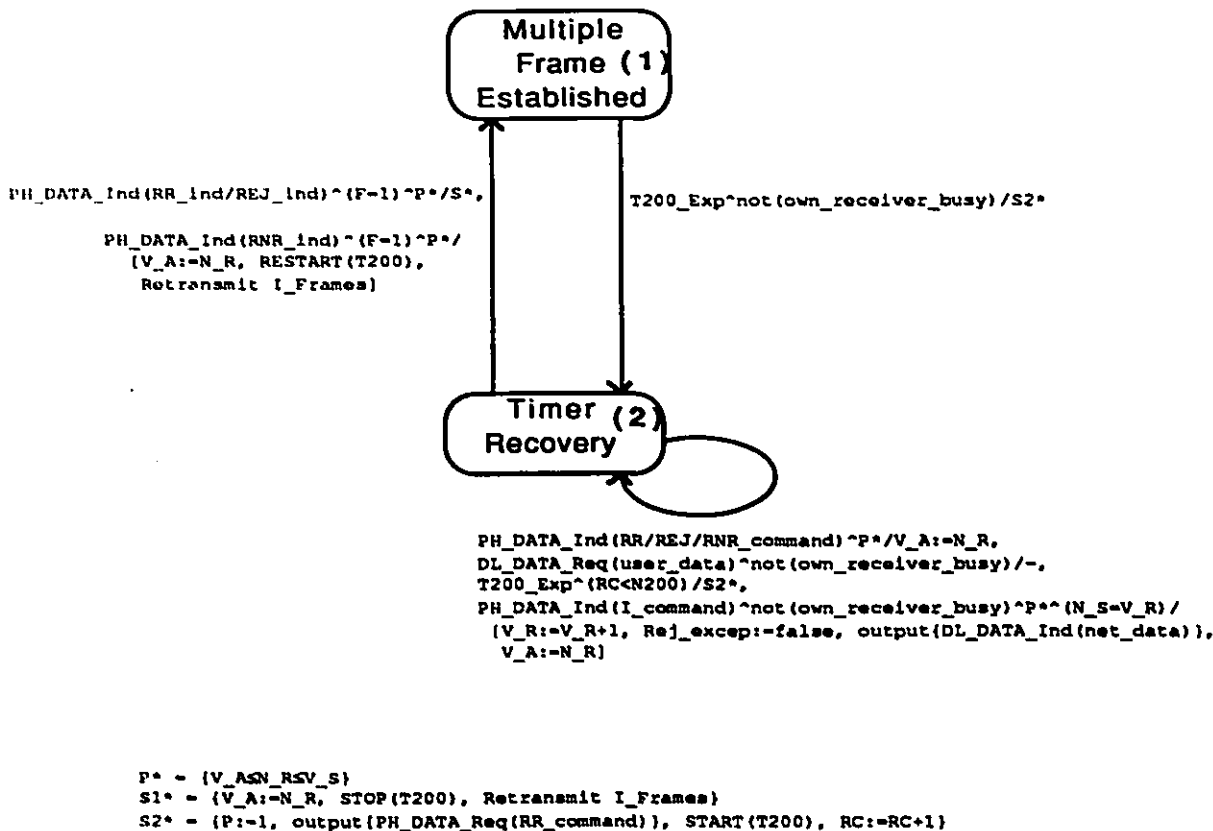 Multiple
Frame (1)
Established
PH_DATA_Ind(RR_ind/REJ_ind)^(F=1)^P*/S*,
T200_Exp^not(own_receiver_busy)/S2*
PH_DATA_Ind(RNR_ind)^(F=1)^P*/
[V_A:=N_R, RESTART(T200),
Retransmit I_Frames]
Timer (2)
Recovery
PH_DATA_Ind(RR/REJ/RNR_command)^P*/V_A:=N_R,
DL_DATA_Req(user_data)^not(own_receiver_busy)/-,
T200_Exp^(RC<N200)/S2*,
PH_DATA_Ind(I_command)^not(own_receiver_busy)^P*^(N_S=V_R)/
[V_R:=V_R+1, Rej_excep:=false, output{DL_DATA_Ind(net_data)},
V_A:=N_R]
P* = {V_A≤N_R≤V_S}
S1* = {V_A:=N_R, STOP(T200), Retransmit I_Frames}
S2* = {P:=1, output{PH_DATA_Req(RR_command)}, START(T200), RC:=RC+1}